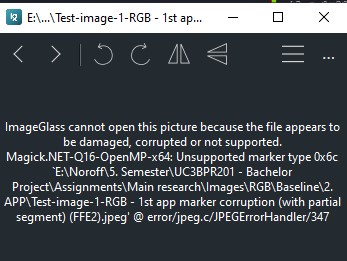 E:\...\Test-image-1-RGB - 1st ap...
ImageGlass cannot open this picture because the file appears to
be damaged, corrupted or not supported.
Magick.NET-Q16-OpenMP-x64: Unsupported marker type 0x6c
`E:\Noroff\5. Semester\UC3BPR201 - Bachelor
Project\Assignments\Main research\Images\RGB\Baseline\2.
APP\Test-image-1-RGB - 1st app marker corruption (with partial
segment) (FFE2).jpeg' @ error/jpeg.c/JPEGErrorHandler/347